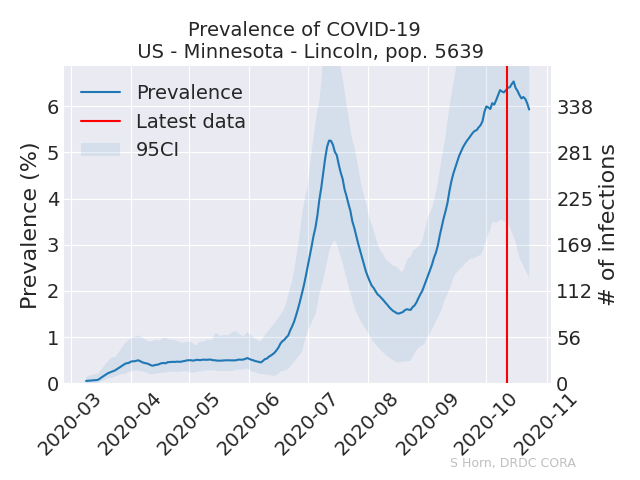 Prevalence of COVID-19
US - Minnesota - Lincoln, pop. 5639
Prevalence (%)
6
5
4
3
2
1
0
Prevalence
Latest data
95CI
338
281
225
169
112
56
0
# of infections
2020-03
2020-04
2020-05
2020-06
2020-07
2020-08
2020-09
2020-10
2020-11
S Horn, DRDC CORA